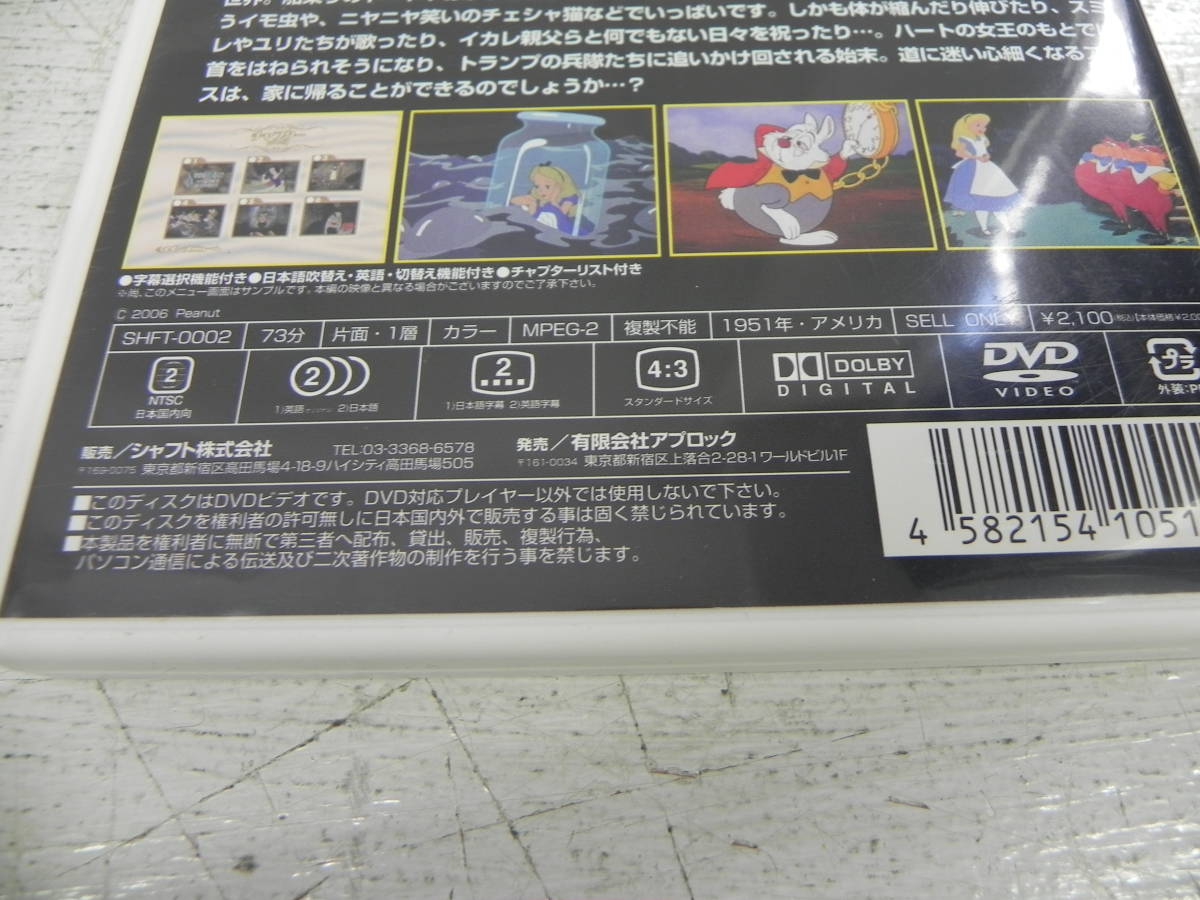 うイモ虫や、ニヤニヤ笑いのチェシャ猫などでいっぱいです。しかも体が縮んだり伸びたり、スミ
レやユリたちが歌ったり、イカレ親父らと何でもない日々を祝ったり…。ハートの女王のもとで
首をはねられそうになり、トランプの兵隊たちに追いかけ回される始末。道に迷い心細くなる
スは、家に帰ることができるのでしょうか…?
●字幕選択機能付き●日本語吹替え・英語・切替え機能付き●チャプターリスト付き
※尚、このメニュー画面はサンプルです。本編の映像と異なる場合がございますのでご了承下さい。
© 2006 Peanut
SHFT-0002 73分 片面・1層 カラー MPEG-2 複製不能 1951年・アメリカ SELL ONLY ¥2,100
2 NTSC 日本国内向
2 1)英語 2)日本語
2 1)日本語字幕 2)英語字幕
4:3 スタンダードサイズ
DOLBY DIGITAL
DVD VIDEO
プラ 外装:P
販売/シャフト株式会社 TEL:03-3368-6578
〒169-0075 東京都新宿区高田馬場4-18-9ハイシティ高田馬場505
発売/有限会社アプロック
〒161-0034 東京都新宿区上落合2-28-1ワールドビル1F
■このディスクはDVDビデオです。DVD対応プレイヤー以外では使用しないで下さい。
■このディスクを権利者の許可無しに日本国内外で販売する事は固く禁じられています。
■本製品を権利者に無断で第三者へ配布、貸出、販売、複製行為、
パソコン通信による伝送及び二次著作物の制作を行う事を禁じます。
4 582154 1051